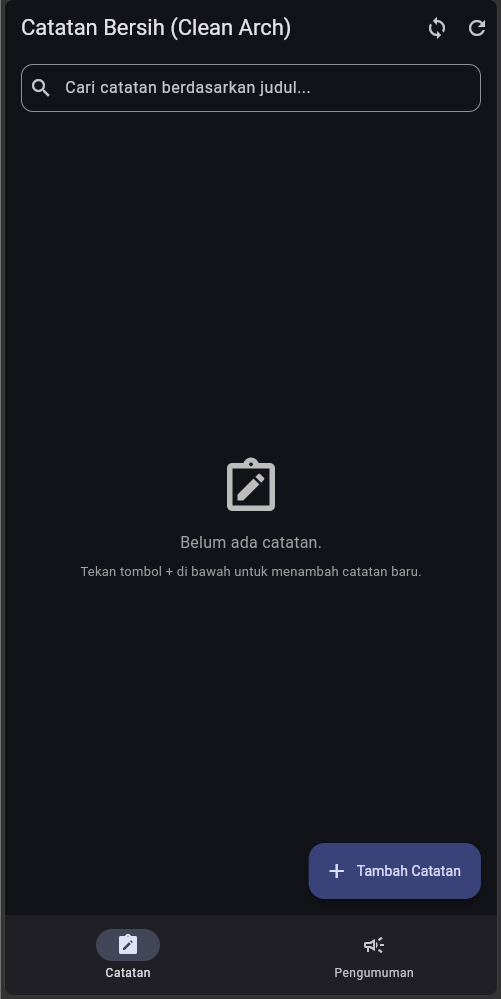 Catatan Bersih (Clean Arch)
Cari catatan berdasarkan judul...
Belum ada catatan.
Tekan tombol + di bawah untuk menambah catatan baru.
+ Tambah Catatan
Catatan
Pengumuman